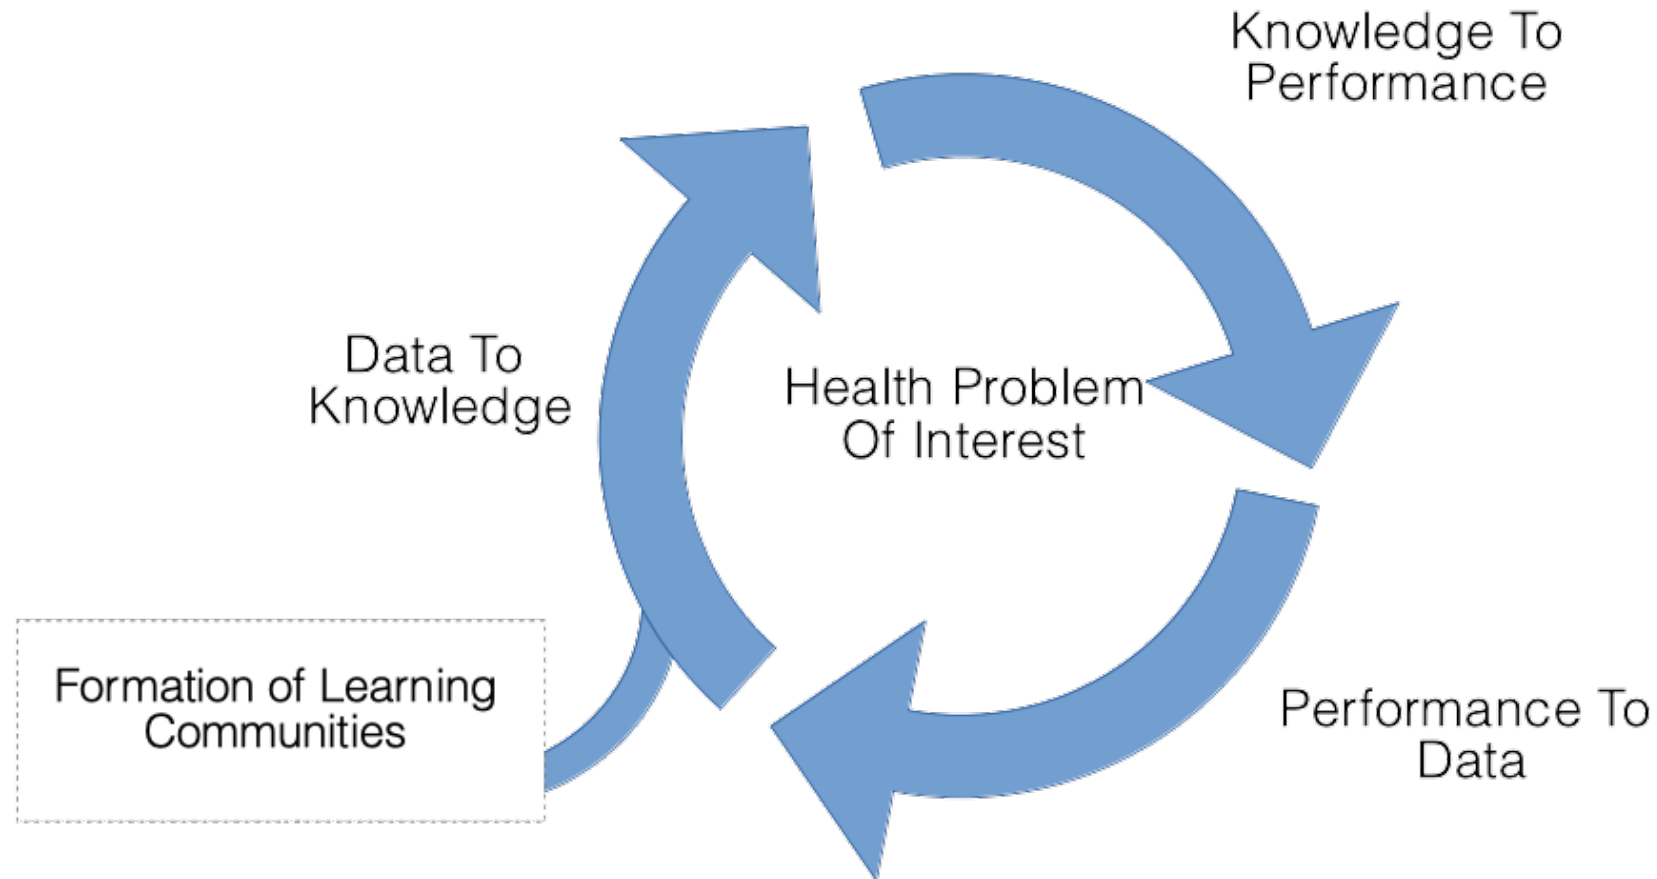 Knowledge To
Performance
Data To
Knowledge
Health Problem
Of Interest
Formation of Learning
Communities
Performance To
Data